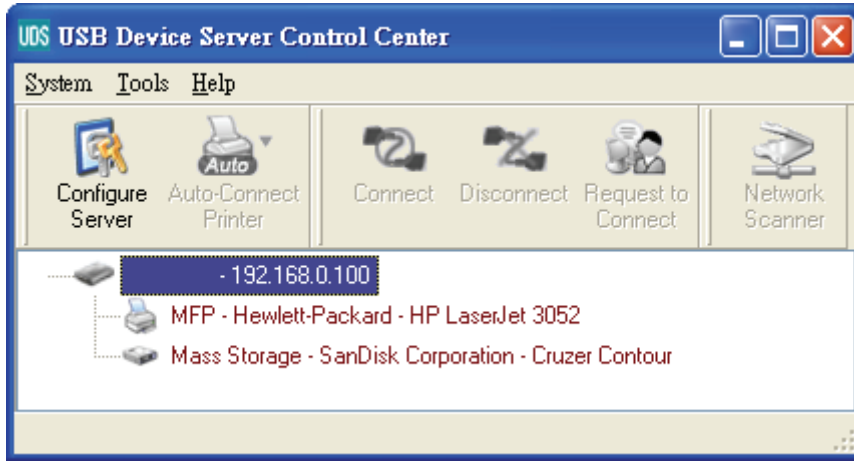 UDS USB Device Server Control Center
System Tools Help
Auto
Configure Server
Auto-Connect Printer
Connect
Disconnect
Request to Connect
Network Scanner
- 192.168.0.100
MFP - Hewlett-Packard - HP LaserJet 3052
Mass Storage - SanDisk Corporation - Cruzer Contour